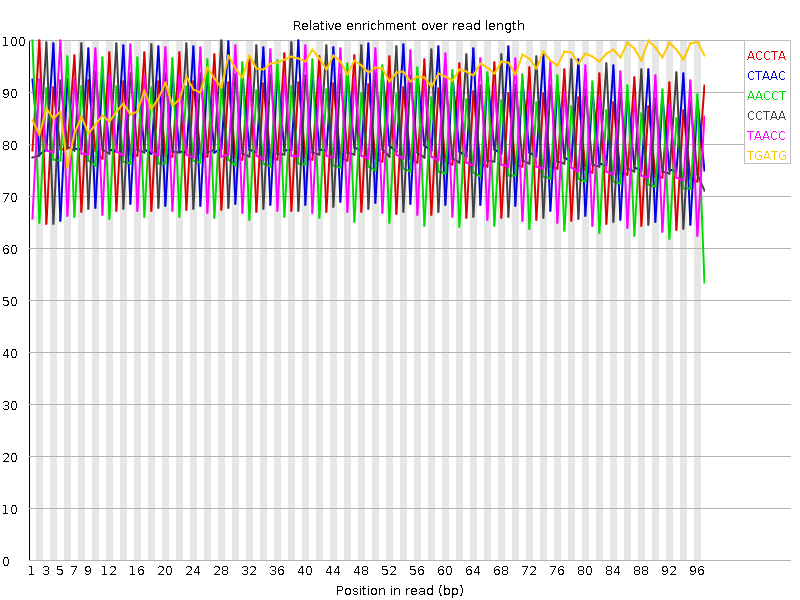 Relative enrichment over read length
100
90
80
70
60
50
40
30
20
10
0
ACCTA
CTAAC
AACCT
CCTAA
TAACC
TGATG
1 3 5 7 9 12 16 20 24 28 32 36 40 44 48 52 56 60 64 68 72 76 80 84 88 92 96
Position in read (bp)